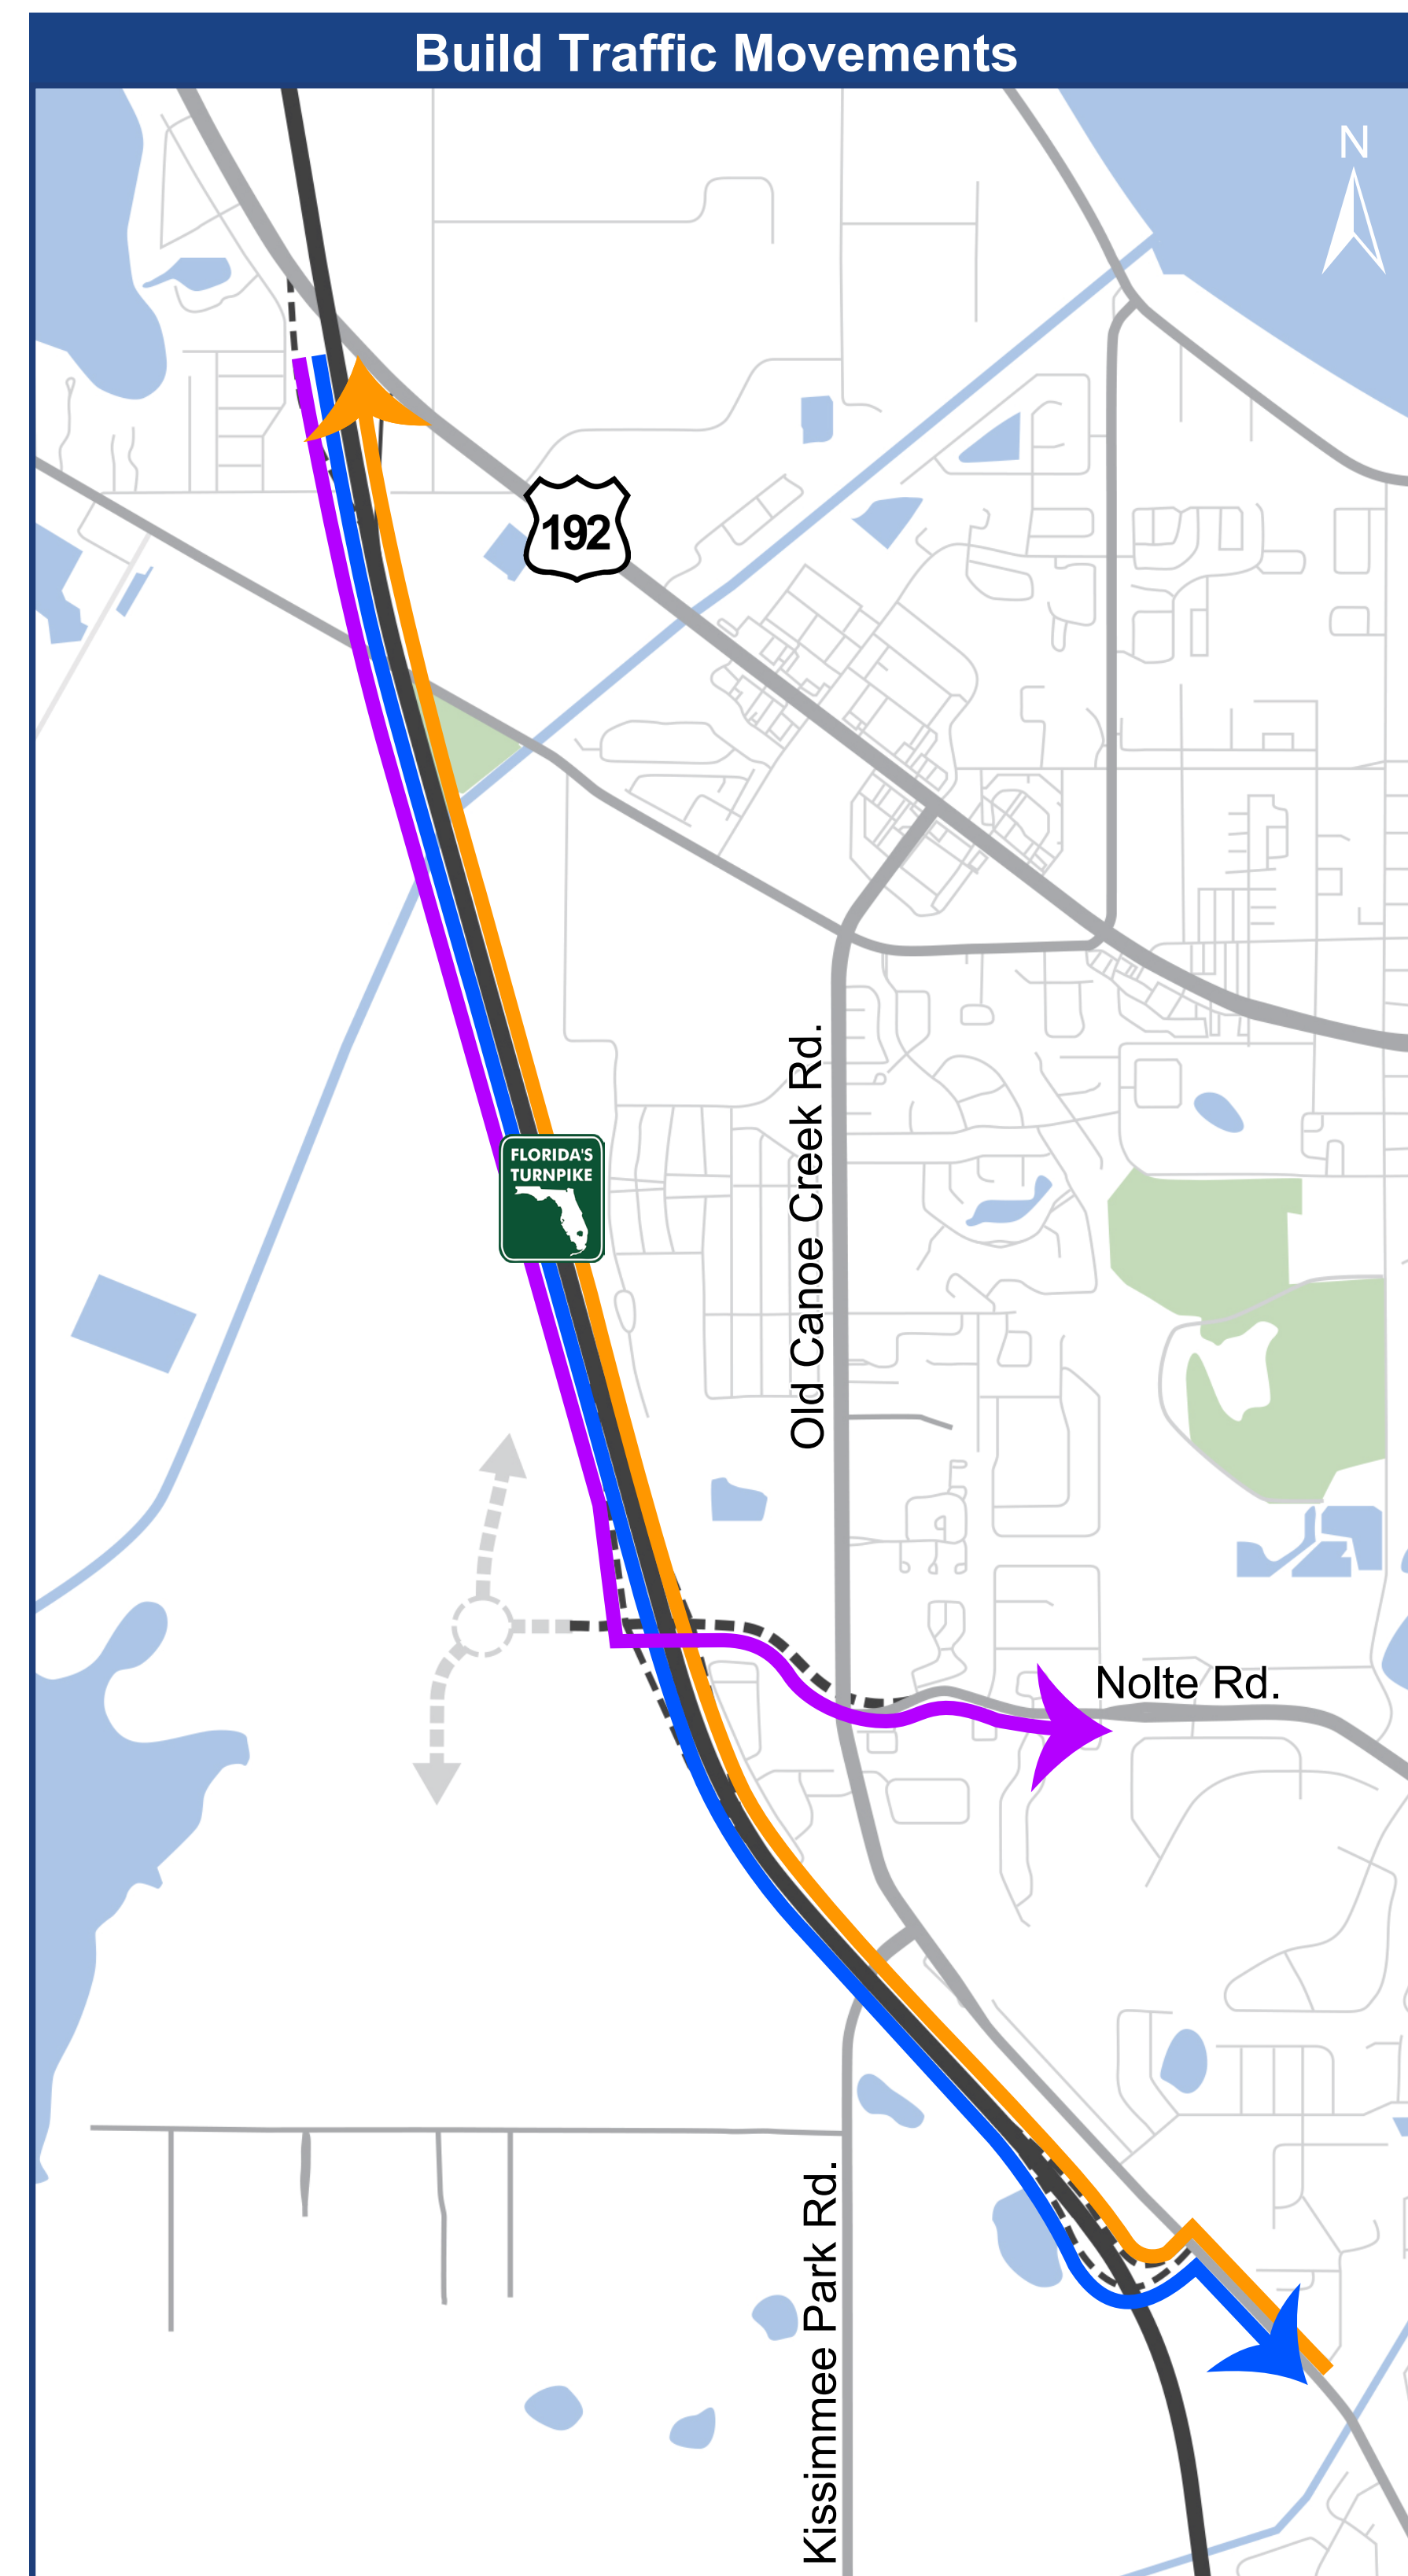 Build Traffic Movements
N
192
Old Canoe Creek Rd.
FLORIDA'S
TURNPIKE
Nolte Rd.
Kissimmee Park Rd.